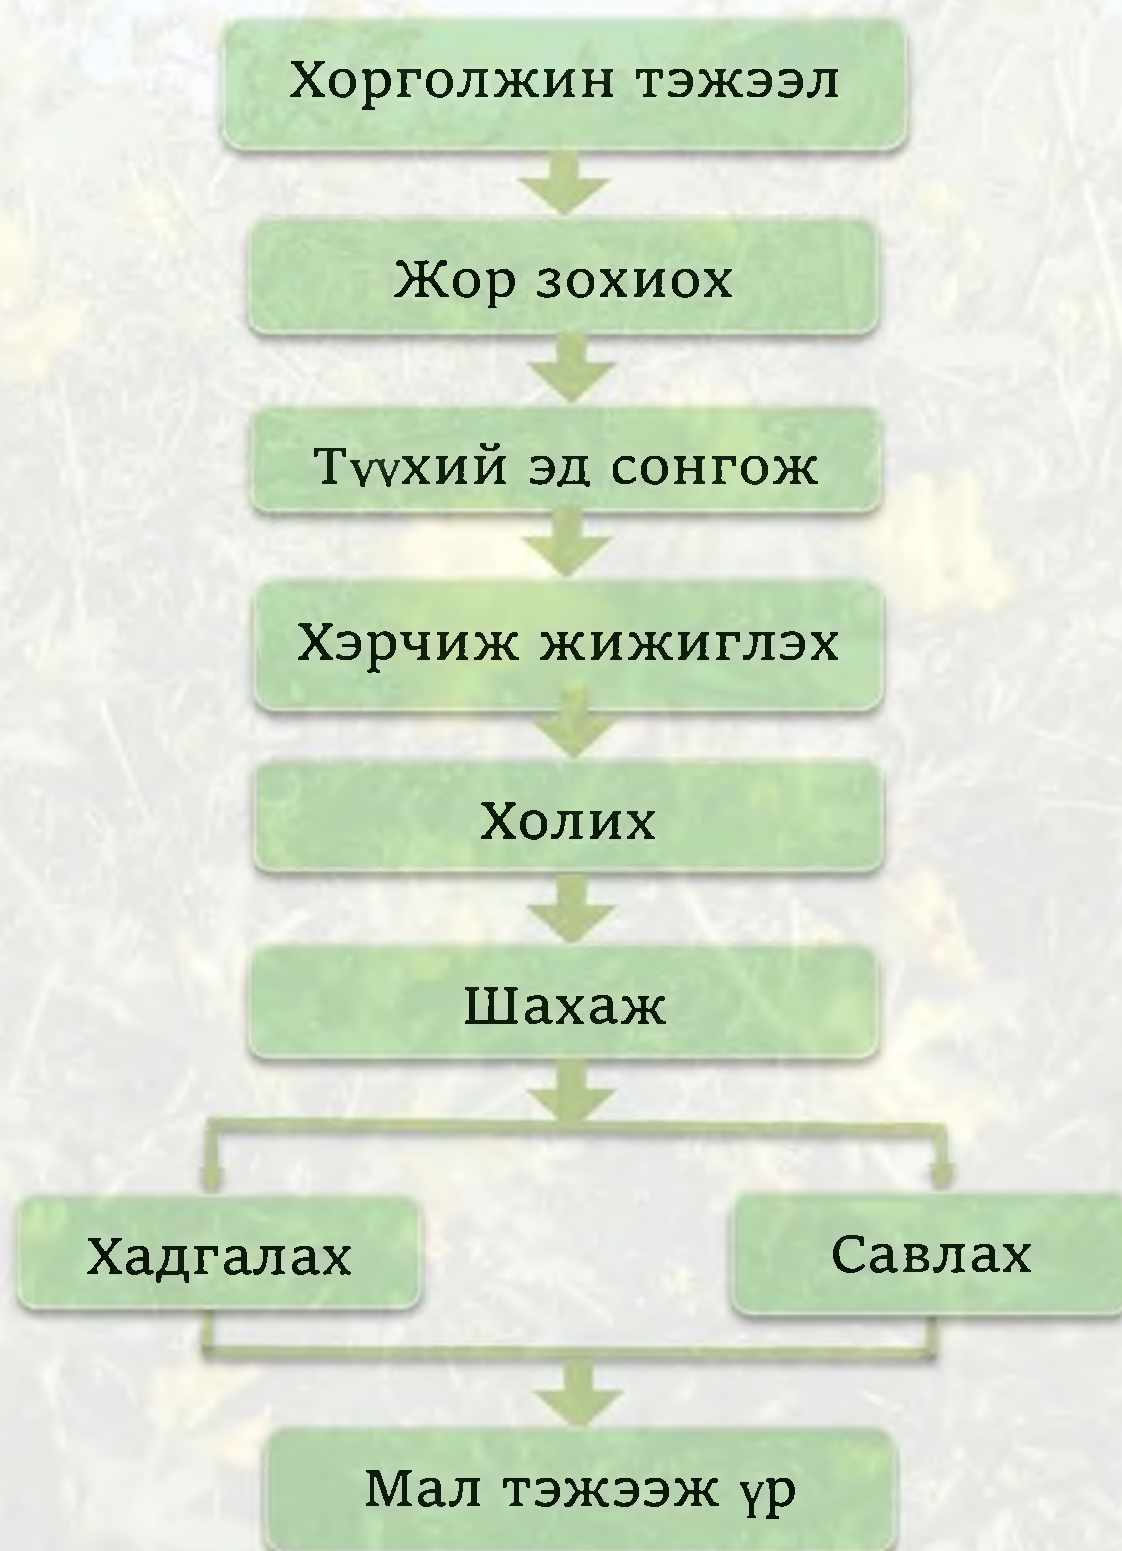 Хорголжин тэжээл
Жор зохиох
Түүхий эд сонгож
Хэрчиж жижиглэх
Холих
Шахаж
Хадгалах
Савлах
Мал тэжээж үр